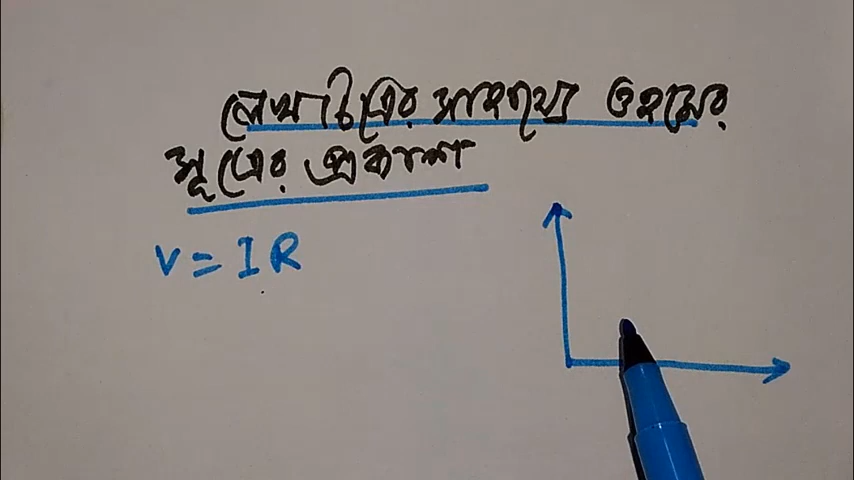 লেখচিত্রের সাহায্যে ওহমের
সূত্রের প্রকাশ
V = IR